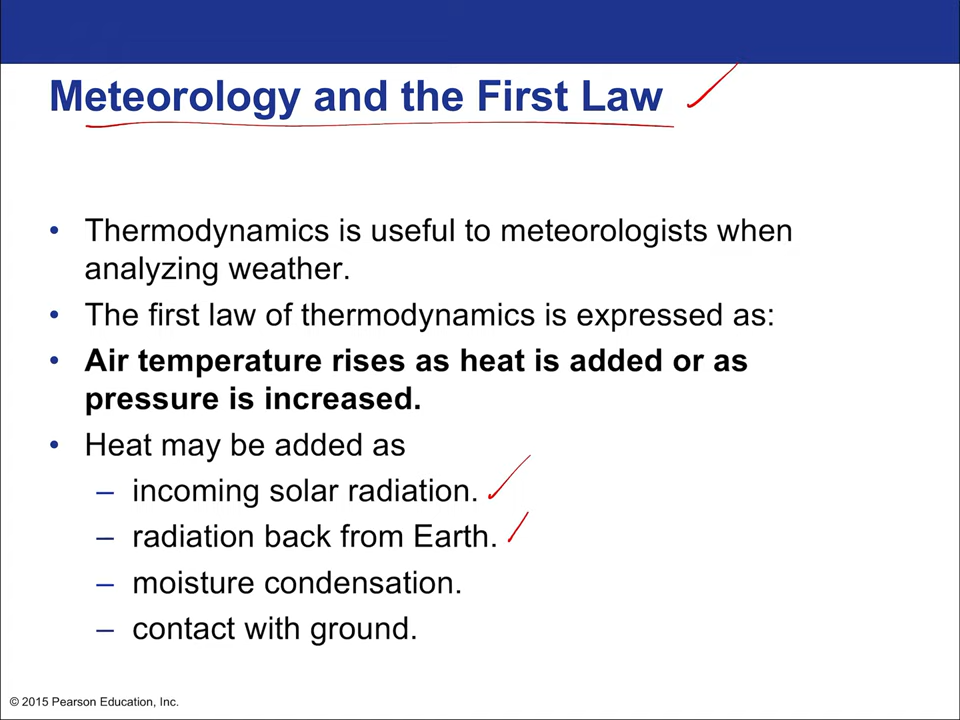 Meteorology and the First Law
• Thermodynamics is useful to meteorologists when
analyzing weather.
• The first law of thermodynamics is expressed as:
• Air temperature rises as heat is added or as
pressure is increased.
• Heat may be added as
– incoming solar radiation.
– radiation back from Earth.
– moisture condensation.
– contact with ground.
© 2015 Pearson Education, Inc.